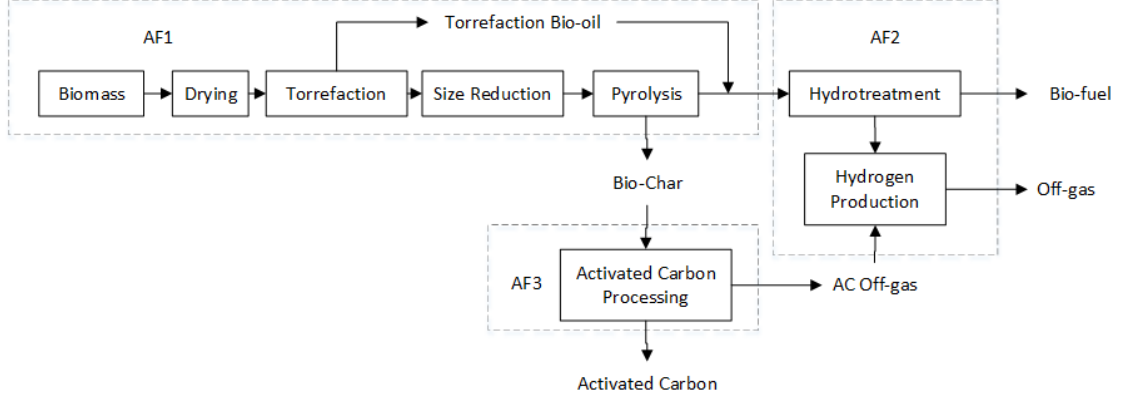 Torrefaction Bio-oil
AF1
AF2
Biomass
Drying
Torrefaction
Size Reduction
Pyrolysis
Hydrotreatment
Bio-fuel
Bio-Char
Hydrogen
Production
Off-gas
AF3
Activated Carbon
Processing
AC Off-gas
Activated Carbon